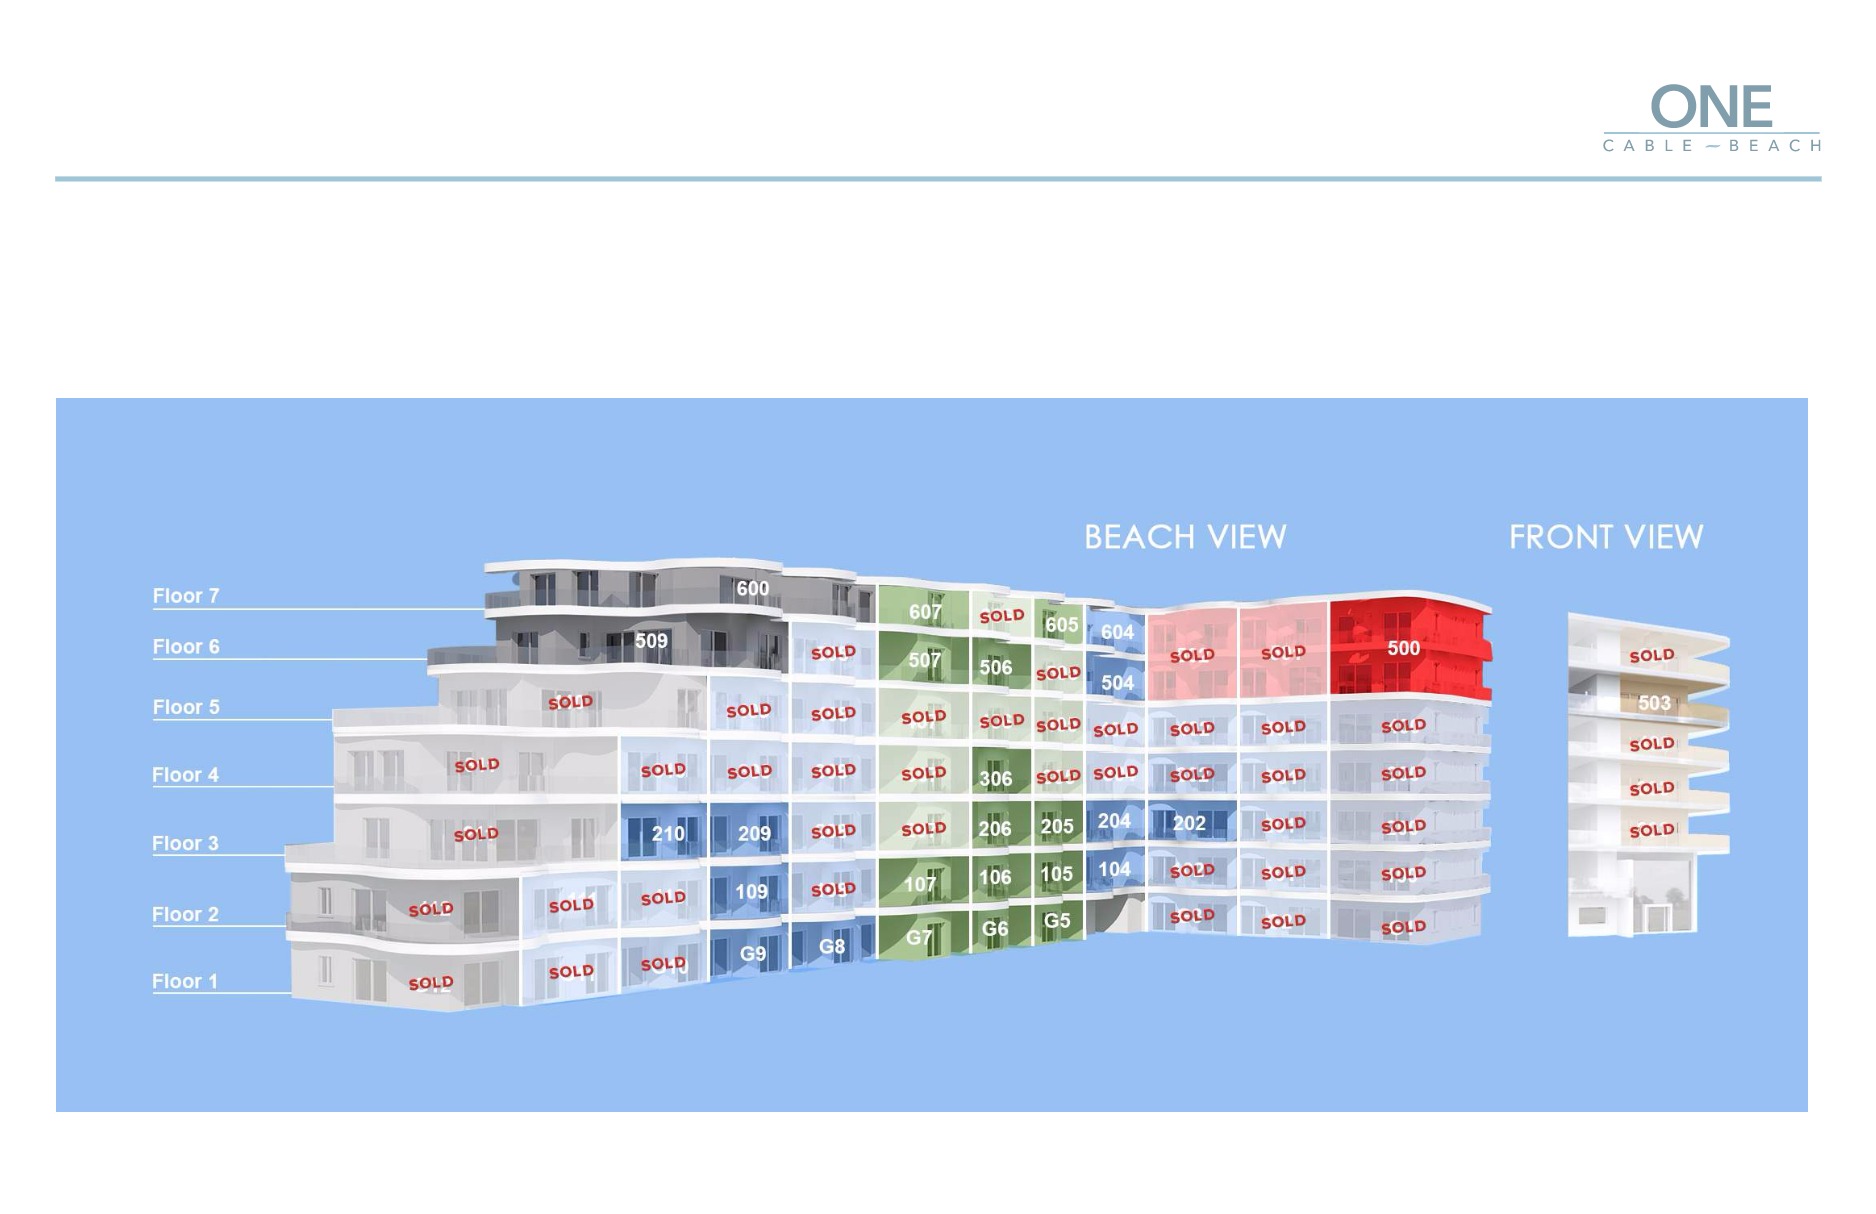 ONE
CABLE — BEACH
BEACH VIEW FRONT VIEW
Floor 7 600 607 SOLD 605 604
Floor 6 509 SOLD 507 506 SOLD 504 SOLD SOLD 500 SOLD
Floor 5 SOLD SOLD SOLD SOLD SOLD SOLD SOLD SOLD SOLD SOLD 503
Floor 4 SOLD SOLD SOLD SOLD SOLD 306 SOLD SOLD SOLD SOLD SOLD SOLD
Floor 3 SOLD 210 209 SOLD SOLD 206 205 204 202 SOLD SOLD SOLD
Floor 2 SOLD SOLD SOLD 109 SOLD 107 106 105 104 SOLD SOLD SOLD SOLD
Floor 1 SOLD SOLD SOLD G9 G8 G7 G6 G5 SOLD SOLD SOLD